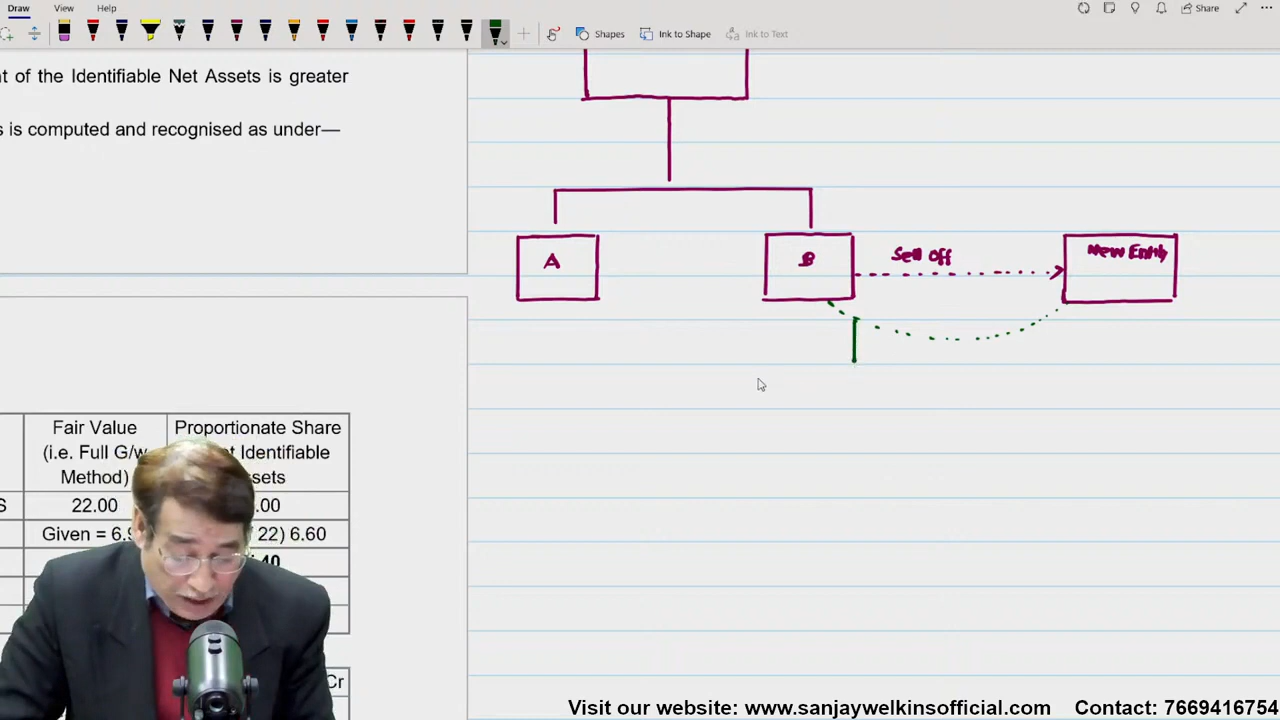 Draw View Help
Share
Shapes Ink to Shape Ink to Text
t of the Identifiable Net Assets is greater
s is computed and recognised as under—
A
B
Sell Off
New Entity
Fair Value
(i.e. Full G/w
Method)
Proportionate Share
Identifiable
ssets
S 22.00 .00
Given = 6. 22) 6.60
40
Cr
Visit our website: www.sanjaywelkinsofficial.com Contact: 7669416754